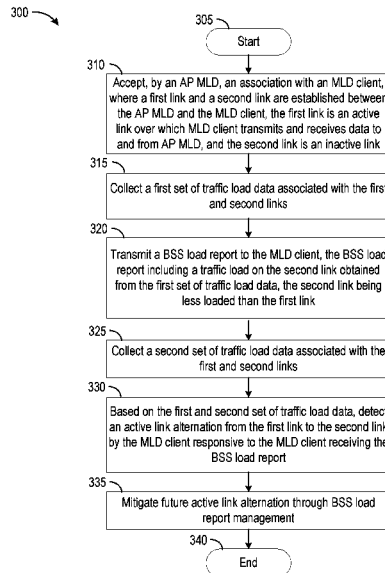 300
305
Start
310
Accept, by an AP MLD, an association with an MLD client,
where a first link and a second link are established between
the AP MLD and the MLD client, the first link is an active
link over which MLD client transmits and receives data to
and from AP MLD, and the second link is an inactive link
315
Collect a first set of traffic load data associated with the first
and second links
320
Transmit a BSS load report to the MLD client, the BSS load
report including a traffic load on the second link obtained
from the first set of traffic load data, the second link being
less loaded than the first link
325
Collect a second set of traffic load data associated with the
first and second links
330
Based on the first and second set of traffic load data, detect
an active link alternation from the first link to the second link
by the MLD client responsive to the MLD client receiving the
BSS load report
335
Mitigate future active link alternation through BSS load
report management
340
End